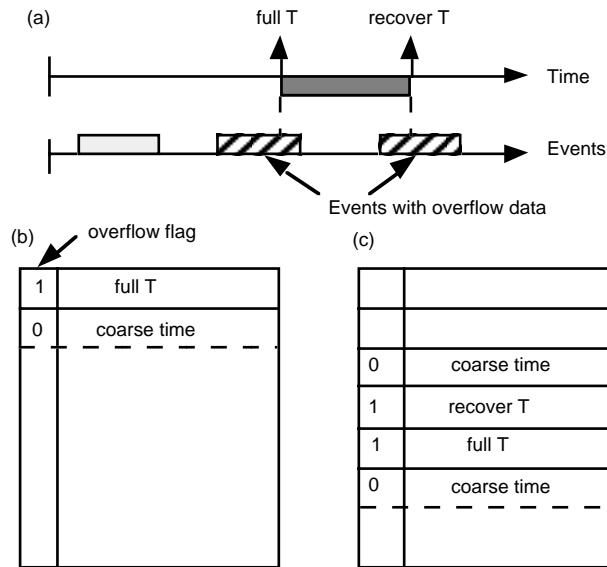 (a)
full T
recover T
Time
Events
Events with overflow data
(b)
overflow flag
1 full T
0 coarse time
(c)
0 coarse time
1 recover T
1 full T
0 coarse time